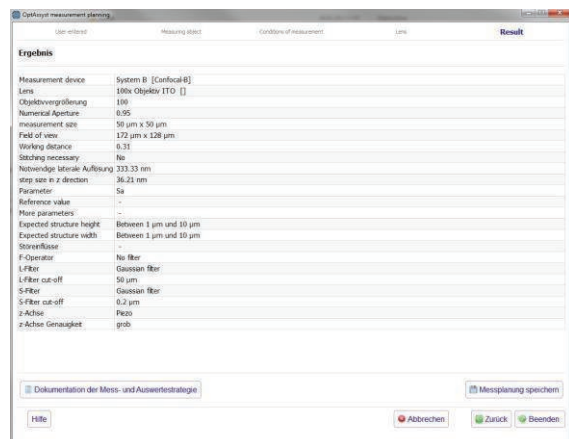 OptAssyst measurement planning
User-entered Measuring object Conditions of measurement Lens Result
Ergebnis
Measurement device System B [Confocal-B]
Lens 100x Objektiv ITO []
Objektivvergrößerung 100
Numerical Aperture 0.95
measurement size 50 µm x 50 µm
Field of view 172 µm x 128 µm
Working distance 0.31
Stitching necessary No
Notwendige laterale Auflösung 333.33 nm
step size in z direction 36.21 nm
Parameter Sa
Reference value -
More parameters -
Expected structure height Between 1 µm und 10 µm
Expected structure width Between 1 µm und 10 µm
Störeinflüsse -
F-Operator No filter
L-Filter Gaussian filter
L-Filter cut-off 50 µm
S-Filter Gaussian filter
S-Filter cut-off 0.2 µm
z-Achse Piezo
z-Achse Genauigkeit grob
Dokumentation der Mess- und Auswertestrategie Messplanung speichern
Hilfe Abbrechen Zurück Beenden